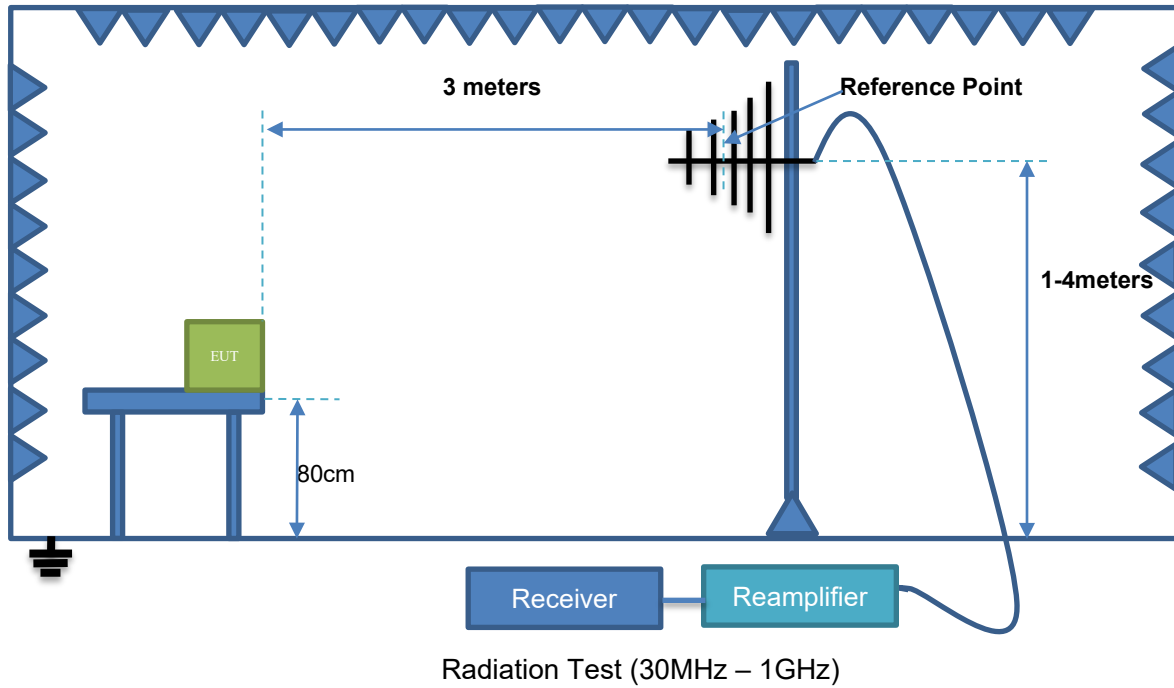 3 meters
Reference Point
1-4meters
EUT
80cm
Receiver
Reamplifier
Radiation Test (30MHz – 1GHz)